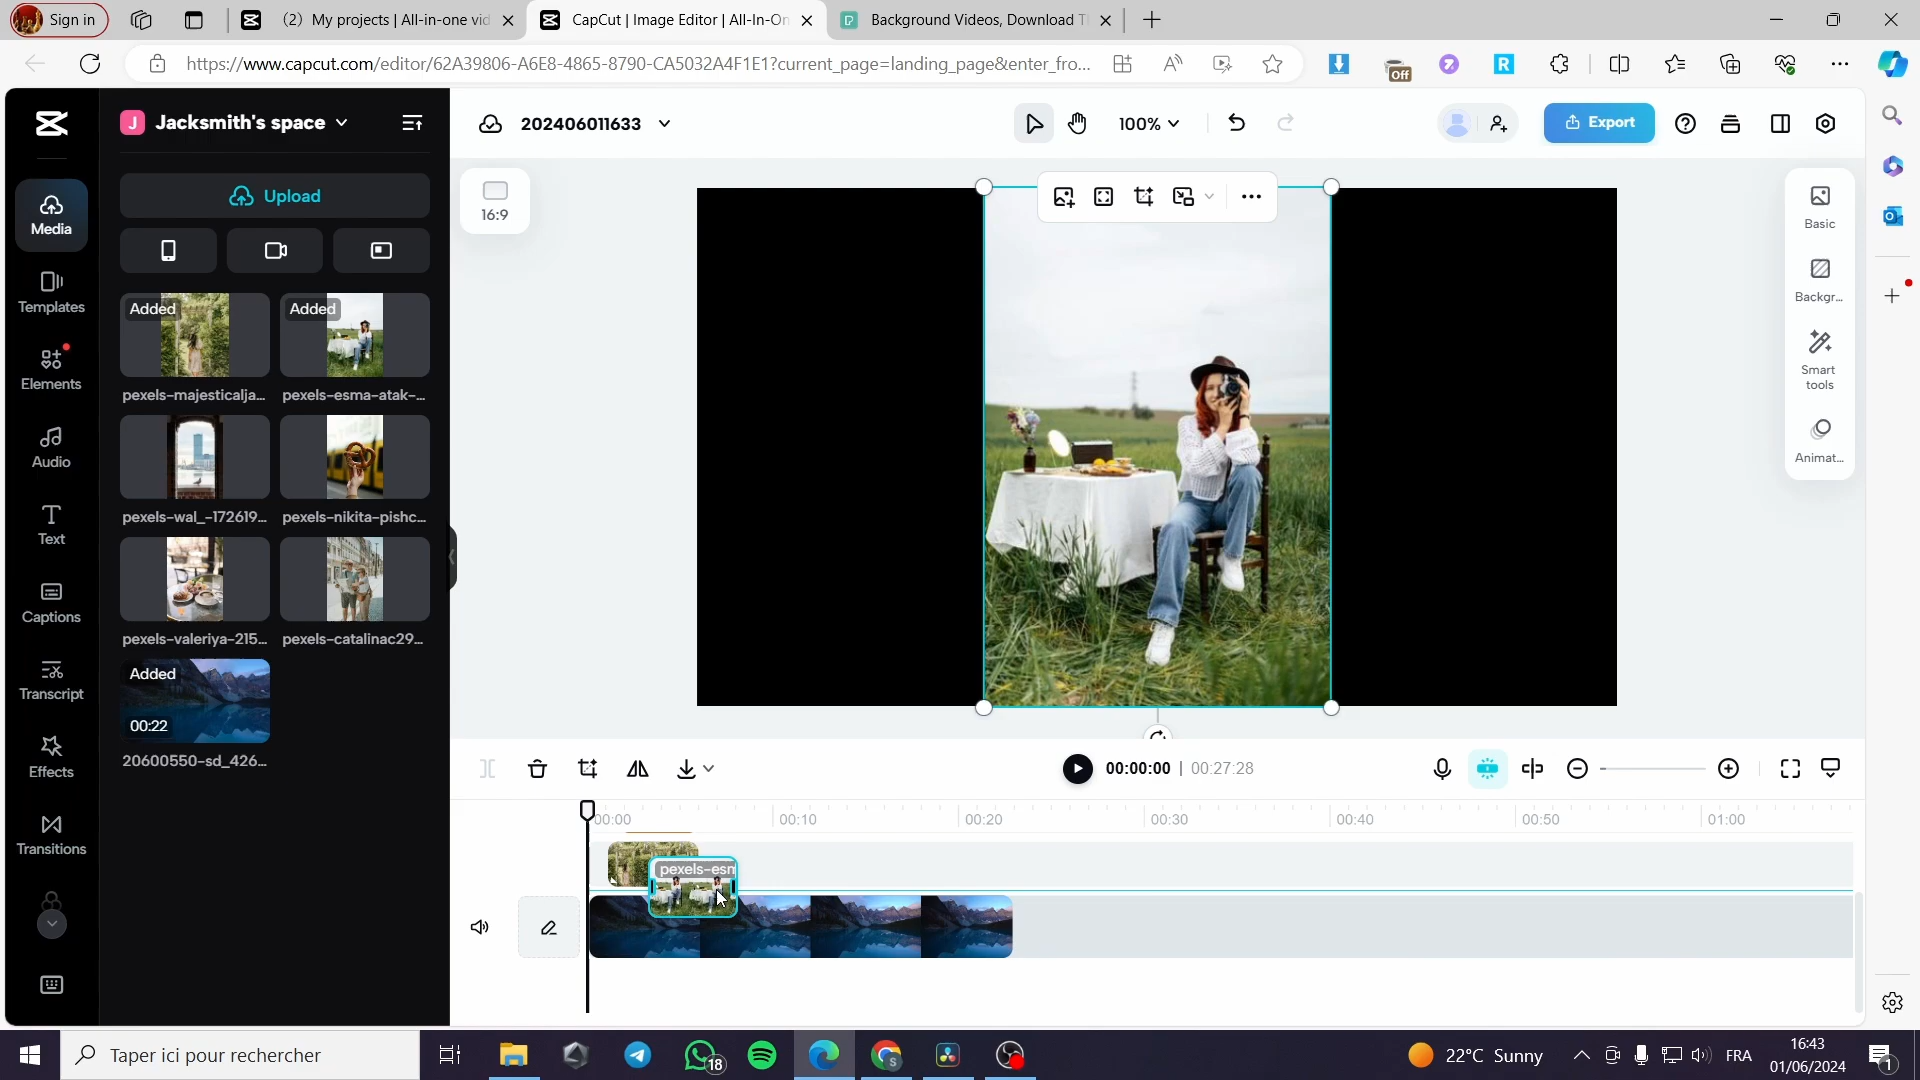 Sign in
(2) My projects | All-in-one vid
CapCut | Image Editor | All-In-On
Background Videos, Download Th
https://www.capcut.com/editor/62A39806-A6E8-4865-8790-CA5032A4F1E1?current_page=landing_page&enter_fro...
Off
J Jacksmith's space
202406011633
100%
Export
Upload
16:9
Media
Templates
Elements
Audio
Text
Captions
Transcript
Effects
Transitions
Added
Added
pexels-majesticalja...
pexels-esma-atak-...
pexels-wal_-172619...
pexels-nikita-pishc...
pexels-valeriya-215...
pexels-catalinac29...
Added
00:22
20600550-sd_426...
Basic
Backgr...
Smart
tools
Animat...
00:00:00 | 00:27:28
00:00
00:10
00:20
00:30
00:40
00:50
01:00
pexels-esm
Taper ici pour rechercher
18
22°C Sunny
FRA
16:43
01/06/2024
1